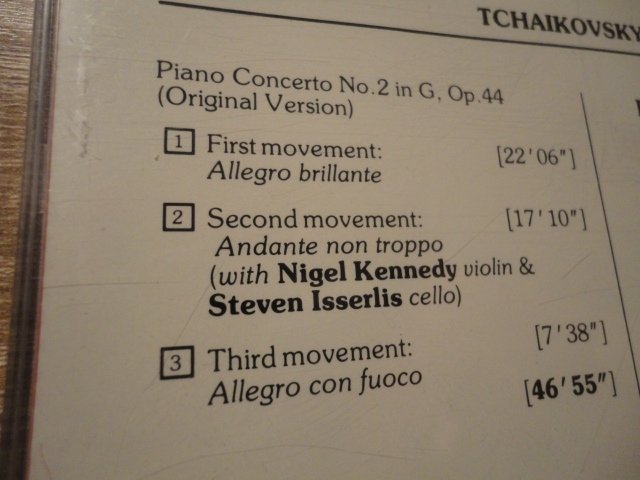 TCHAIKOVSKY
Piano Concerto No.2 in G, Op.44
(Original Version)
1 First movement: [22'06"]
Allegro brillante
2 Second movement: [17'10"]
Andante non troppo
(with Nigel Kennedy violin &
Steven Isserlis cello)
3 Third movement: [7'38"]
Allegro con fuoco [46'55"]